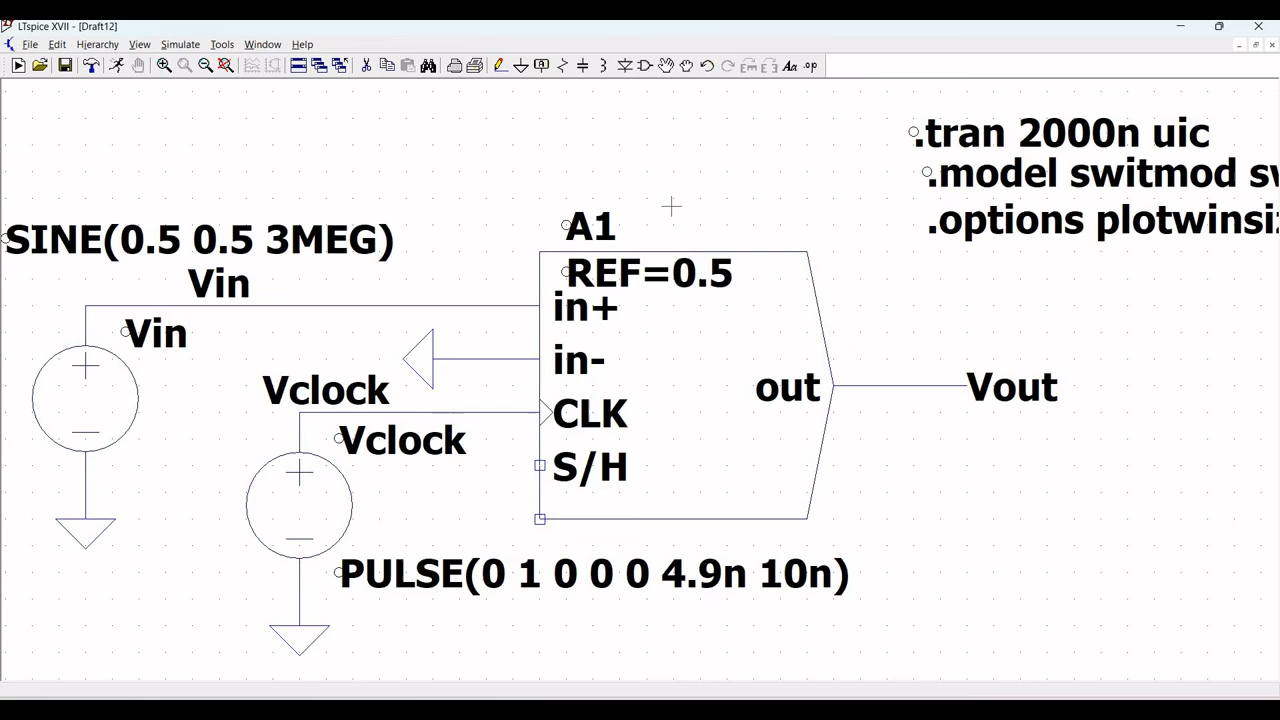 LTspice XVII - [Draft12]
File Edit Hierarchy View Simulate Tools Window Help
.tran 2000n uic
.model switmod
.options
SINE(0.5 0.5 3MEG)
A1
REF=0.5
Vin
in+
Vin
in-
Vclock
out
Vout
CLK
Vclock
S/H
PULSE(0 1 0 0 0 4.9n 10n)